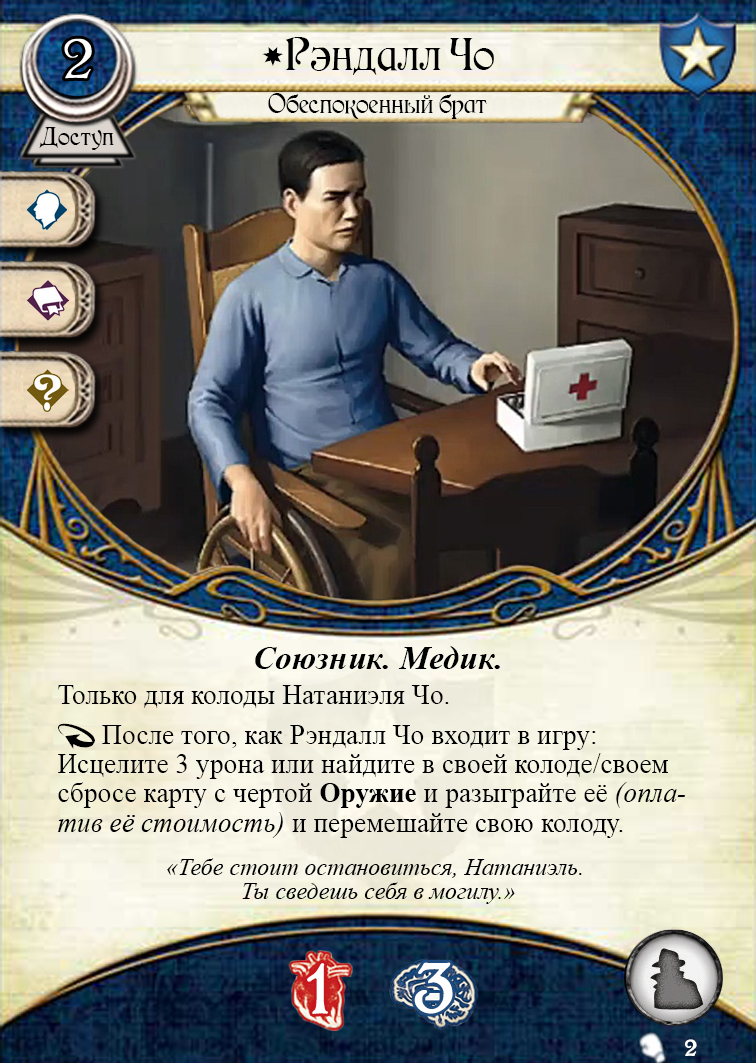 2
Рэндалл Чо
Обеспокоенный брат
Доступ
?
Союзник. Медик.
Только для колоды Натаниэля Чо.
После того, как Рэндалл Чо входит в игру:
Исцелите 3 урона или найдите в своей колоде/своем
сбросе карту с чертой Оружие и разыграйте её (опла-
тив её стоимость) и перемешайте свою колоду.
«Тебе стоит остановиться, Натаниэль.
Ты сведешь себя в могилу.»
1 3
2